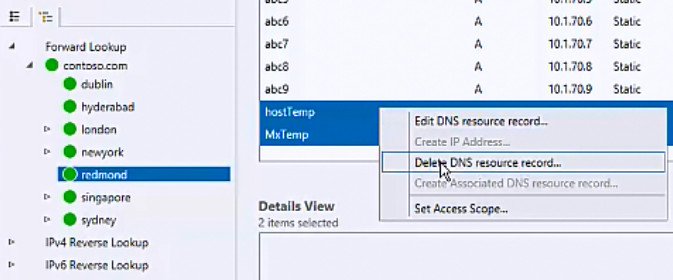 Forward Lookup
contoso.com
dublin
hyderabad
london
newyork
redmond
singapore
sydney
IPv4 Reverse Lookup
IPv6 Reverse Lookup
abc6 A 10.1.70.6 Static
abc7 A 10.1.70.7 Static
abc8 A 10.1.70.8 Static
abc9 A 10.1.70.9 Static
hostTemp
MxTemp
Edit DNS resource record...
Create IP Address...
Delete DNS resource record...
Create Associated DNS resource record...
Set Access Scope...
Details View
2 items selected